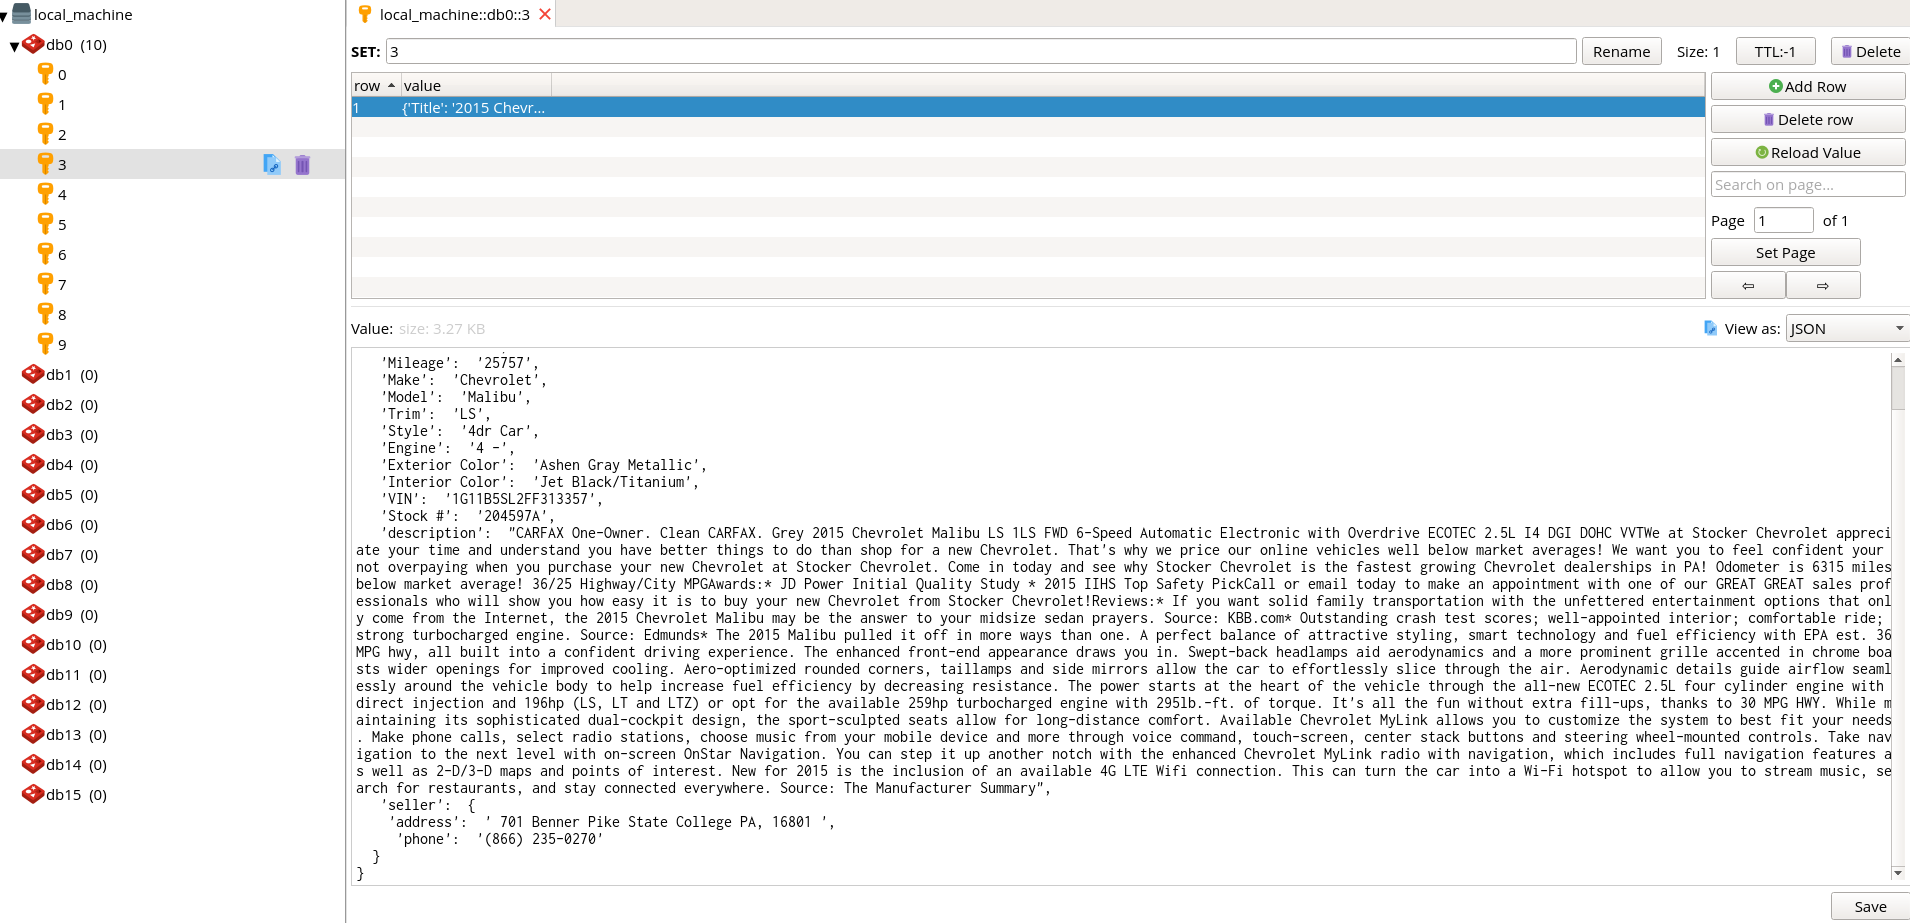 local_machine
db0 (10)
0
1
2
3
4
5
6
7
8
9
db1 (0)
db2 (0)
db3 (0)
db4 (0)
db5 (0)
db6 (0)
db7 (0)
db8 (0)
db9 (0)
db10 (0)
db11 (0)
db12 (0)
db13 (0)
db14 (0)
db15 (0)
local_machine::db0::3
SET: 3 Rename Size: 1 TTL:-1 Delete
row value
1 {'Title': '2015 Chevr...
Add Row
Delete row
Reload Value
Search on page...
Page 1 of 1
Set Page
⇦ ⇨
Value: size: 3.27 KB View as: JSON
'Mileage': '25757',
'Make': 'Chevrolet',
'Model': 'Malibu',
'Trim': 'LS',
'Style': '4dr Car',
'Engine': '4 -',
'Exterior Color': 'Ashen Gray Metallic',
'Interior Color': 'Jet Black/Titanium',
'VIN': '1G11B5SL2FF313357',
'Stock #': '204597A',
'description': "CARFAX One-Owner. Clean CARFAX. Grey 2015 Chevrolet Malibu LS 1LS FWD 6-Speed Automatic Electronic with Overdrive ECOTEC 2.5L I4 DGI DOHC VVTWe at Stocker Chevrolet appreci
ate your time and understand you have better things to do than shop for a new Chevrolet. That's why we price our online vehicles well below market averages! We want you to feel confident your
not overpaying when you purchase your new Chevrolet at Stocker Chevrolet. Come in today and see why Stocker Chevrolet is the fastest growing Chevrolet dealerships in PA! Odometer is 6315 miles
below market average! 36/25 Highway/City MPGAwards:* JD Power Initial Quality Study * 2015 IIHS Top Safety PickCall or email today to make an appointment with one of our GREAT GREAT sales prof
essionals who will show you how easy it is to buy your new Chevrolet from Stocker Chevrolet!Reviews:* If you want solid family transportation with the unfettered entertainment options that onl
y come from the Internet, the 2015 Chevrolet Malibu may be the answer to your midsize sedan prayers. Source: KBB.com* Outstanding crash test scores; well-appointed interior; comfortable ride;
strong turbocharged engine. Source: Edmunds* The 2015 Malibu pulled it off in more ways than one. A perfect balance of attractive styling, smart technology and fuel efficiency with EPA est. 36
MPG hwy, all built into a confident driving experience. The enhanced front-end appearance draws you in. Swept-back headlamps aid aerodynamics and a more prominent grille accented in chrome boa
sts wider openings for improved cooling. Aero-optimized rounded corners, taillamps and side mirrors allow the car to effortlessly slice through the air. Aerodynamic details guide airflow seaml
essly around the vehicle body to help increase fuel efficiency by decreasing resistance. The power starts at the heart of the vehicle through the all-new ECOTEC 2.5L four cylinder engine with
direct injection and 196hp (LS, LT and LTZ) or opt for the available 259hp turbocharged engine with 295lb.-ft. of torque. It's all the fun without extra fill-ups, thanks to 30 MPG HWY. While m
aintaining its sophisticated dual-cockpit design, the sport-sculpted seats allow for long-distance comfort. Available Chevrolet MyLink allows you to customize the system to best fit your needs
. Make phone calls, select radio stations, choose music from your mobile device and more through voice command, touch-screen, center stack buttons and steering wheel-mounted controls. Take nav
igation to the next level with on-screen OnStar Navigation. You can step it up another notch with the enhanced Chevrolet MyLink radio with navigation, which includes full navigation features a
s well as 2-D/3-D maps and points of interest. New for 2015 is the inclusion of an available 4G LTE Wifi connection. This can turn the car into a Wi-Fi hotspot to allow you to stream music, se
arch for restaurants, and stay connected everywhere. Source: The Manufacturer Summary",
'seller': {
'address': ' 701 Benner Pike State College PA, 16801 ',
'phone': '(866) 235-0270'
}
}
Save